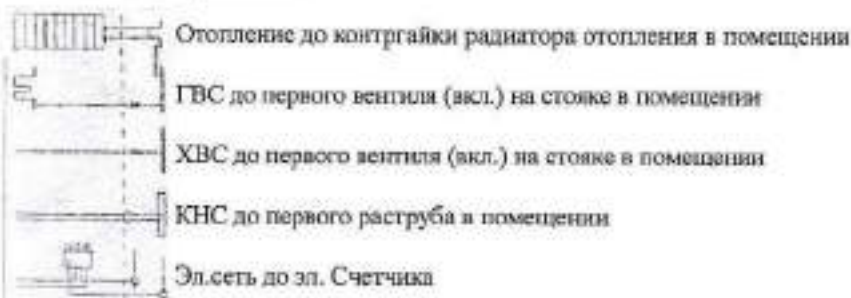 Отопление до контргайки радиатора отопления в помещении
ГВС до первого вентиля (вкл.) на стояке в помещении
ХВС до первого вентиля (вкл.) на стояке в помещении
КНС до первого раструба в помещении
Эл.сеть до эл. Счетчика